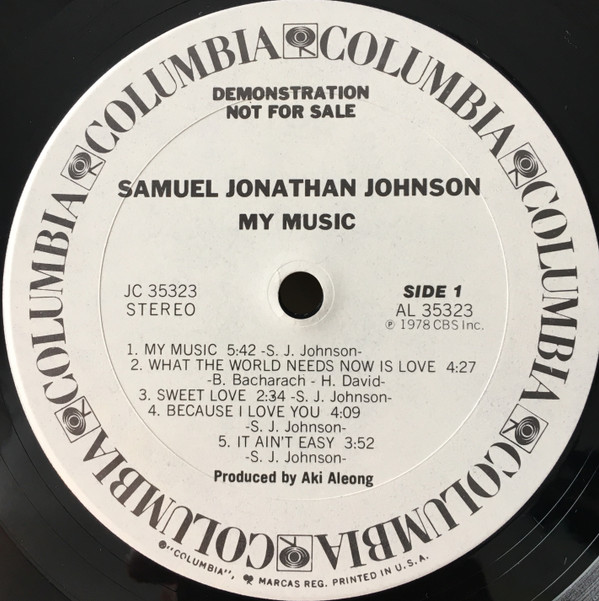 COLUMBIA COLUMBIA COLUMBIA COLUMBIA COLUMBIA COLUMBIA COLUMBIA
DEMONSTRATION
NOT FOR SALE
SAMUEL JONATHAN JOHNSON
MY MUSIC
JC 35323
STEREO
SIDE 1
AL 35323
℗ 1978 CBS Inc.
1. MY MUSIC 5:42 -S. J. Johnson-
2. WHAT THE WORLD NEEDS NOW IS LOVE 4:27
-B. Bacharach - H. David-
3. SWEET LOVE 2:34 -S. J. Johnson-
4. BECAUSE I LOVE YOU 4:09
-S. J. Johnson-
5. IT AIN'T EASY 3:52
-S. J. Johnson-
Produced by Aki Aleong
®"COLUMBIA", MARCAS REG. PRINTED IN U.S.A.